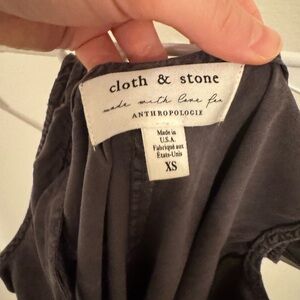 cloth & stone
made with love for
ANTHROPOLOGIE
Made in
U.S.A.
Fabriqué aux
États-Unis
XS